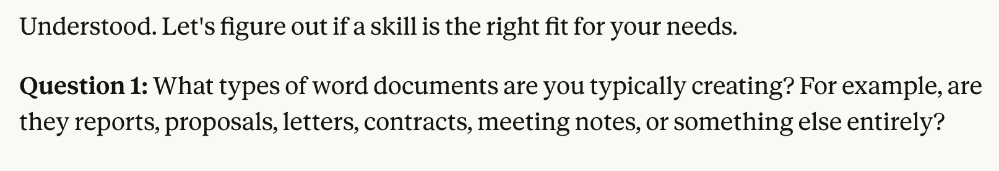 Understood. Let's figure out if a skill is the right fit for your needs.
Question 1: What types of word documents are you typically creating? For example, are
they reports, proposals, letters, contracts, meeting notes, or something else entirely?